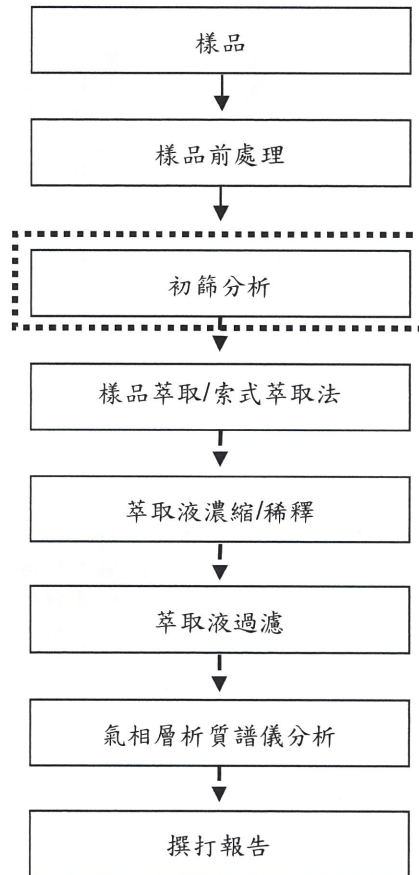 樣品
樣品前處理
初篩分析
樣品萃取/索式萃取法
萃取液濃縮/稀釋
萃取液過濾
氣相層析質譜儀分析
撰打報告